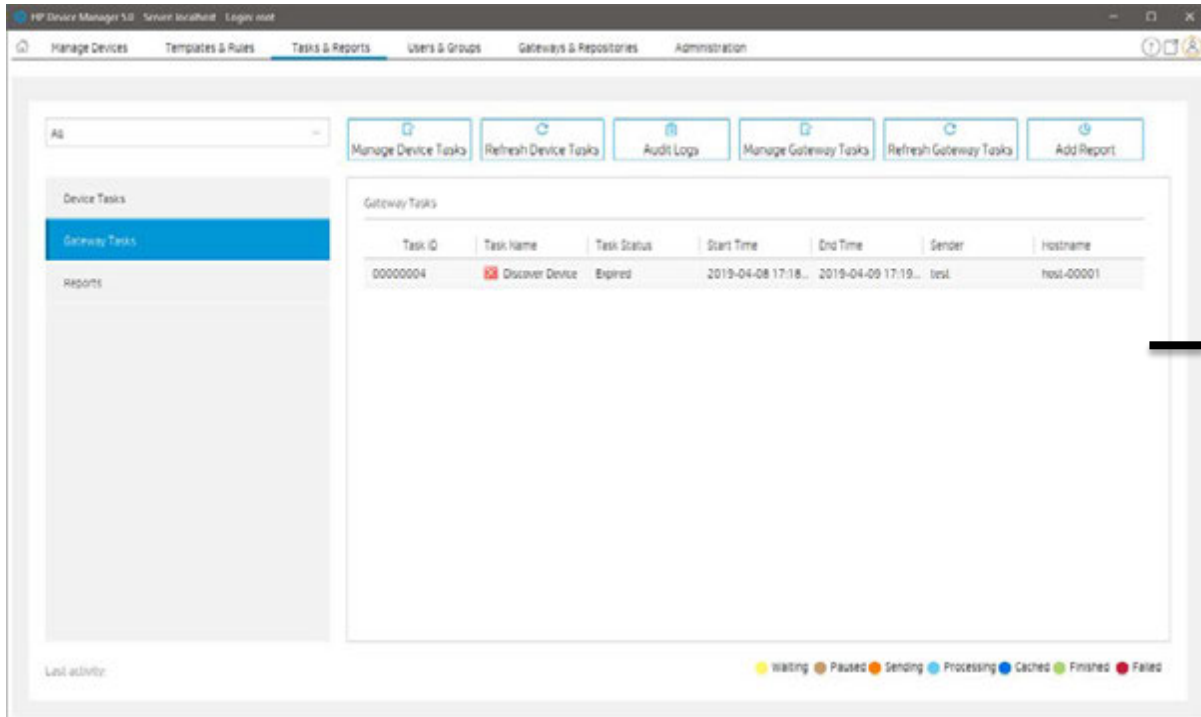 HP Device Manager 5.0 Server localhost Login root
Manage Devices Templates & Rules Tasks & Reports Users & Groups Gateways & Repositories Administration
All
Manage Device Tasks Refresh Device Tasks Audit Logs Manage Gateway Tasks Refresh Gateway Tasks Add Report
Device Tasks
Gateway Tasks
Reports
Gateway Tasks
Task ID Task Name Task Status Start Time End Time Sender Hostname
00000004 Discover Device Expired 2019-04-08 17:18... 2019-04-09 17:19... test host-00001
Last activity:
Waiting Paused Sending Processing Cached Finished Failed